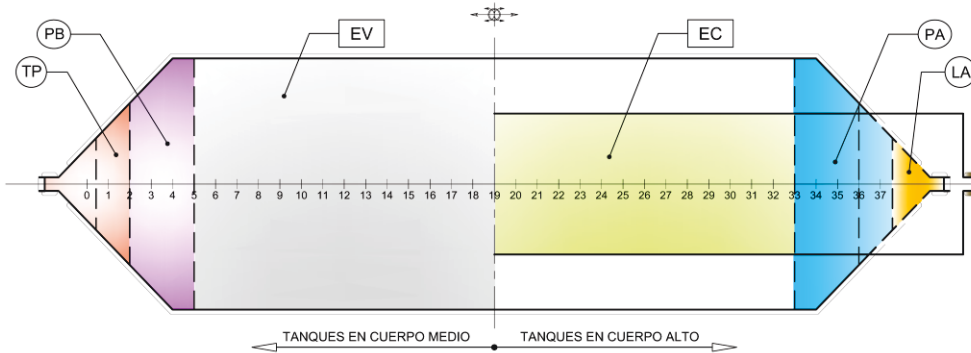 PB
EV
EC
PA
TP
LA
0 1 2 3 4 5 6 7 8 9 10 11 12 13 14 15 16 17 18 19 20 21 22 23 24 25 26 27 28 29 30 31 32 33 34 35 36 37
TANQUES EN CUERPO MEDIO TANQUES EN CUERPO ALTO